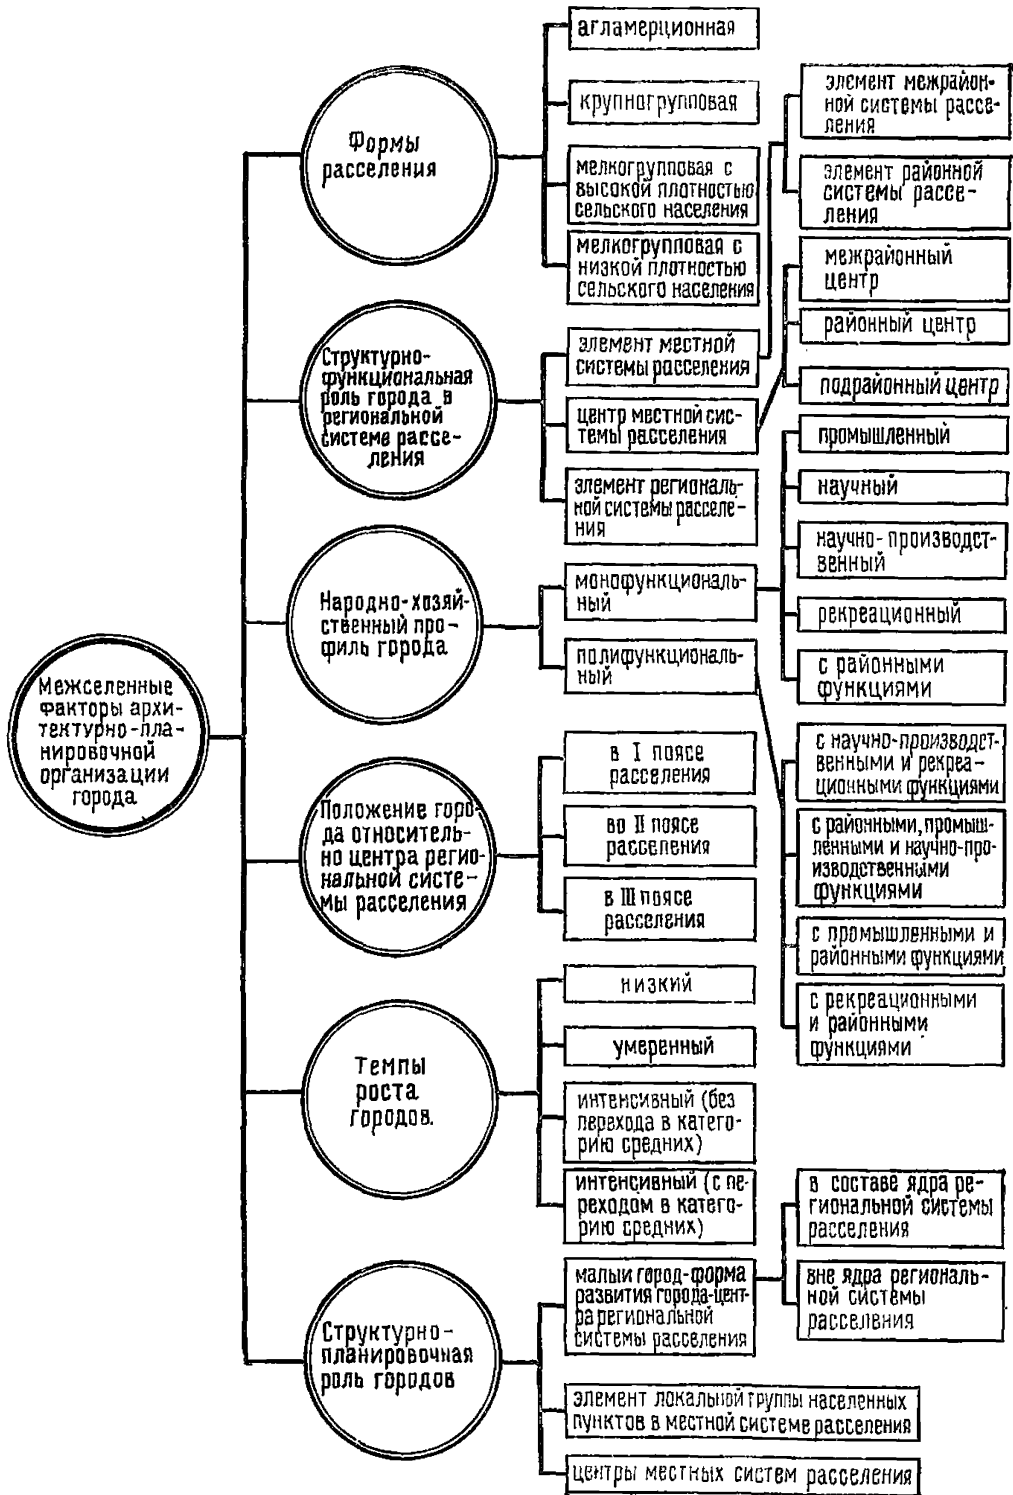 Межселенные
факторы архи-
тектурно-пла-
нировочной
организации
города
Формы
расселения
агламерционная
крупногрупповая
мелкогрупповая с
высокой плотностью
сельского населения
мелкогрупповая с
низкой плотностью
сельского населения
Структурно-
функциональная
роль города в
региональной
системе рассе-
ления
элемент местной
системы расселения
элемент межрайон-
ной системы рассе-
ления
элемент районной
системы рассе-
ления
центр местной сис-
темы расселения
межрайонный
центр
районный центр
подрайонный центр
элемент региональ-
ной системы расселе-
ния
Народно-хозяй-
ственный про-
филь города
монофункциональ-
ный
промышленный
научный
научно-производст-
венный
рекреационный
с районными
функциями
полифункциональ-
ный
с научно-производст-
венными и рекреа-
ционными функциями
с районными, промыш-
ленными и научно-про-
изводственными
функциями
с промышленными и
районными функциями
с рекреационными
и районными
функциями
Положение горо-
да относитель-
но центра регио-
нальной систе-
мы расселения
в I поясе
расселения
во II поясе
расселения
в III поясе
расселения
Темпы
роста
городов.
низкий
умеренный
интенсивный (без
перехода в катего-
рию средних)
интенсивный (с пе-
реходом в катего-
рию средних)
Структурно-
планировочная
роль городов
малый город-форма
развития города-цент-
ра региональной
системы расселения
в составе ядра ре-
гиональной системы
расселения
вне ядра региональ-
ной системы
расселения
элемент локальной группы населенных
пунктов в местной системе расселения
центры местных систем расселения